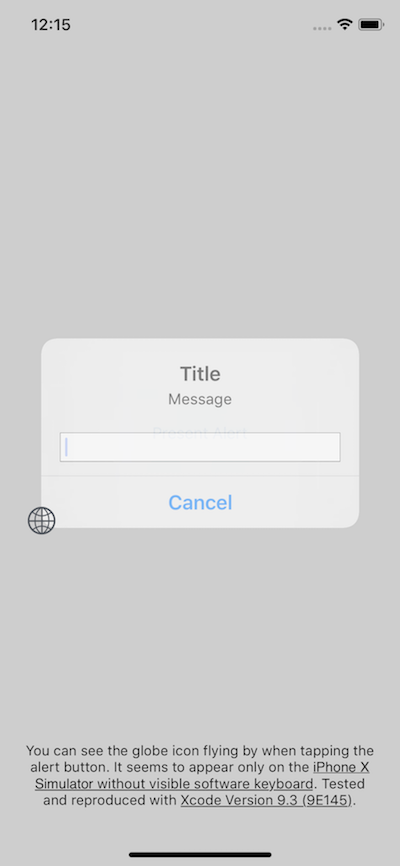 12:15
Title
Message
Present Alert
Cancel
You can see the globe icon flying by when tapping the
alert button. It seems to appear only on the iPhone X
Simulator without visible software keyboard. Tested
and reproduced with Xcode Version 9.3 (9E145).